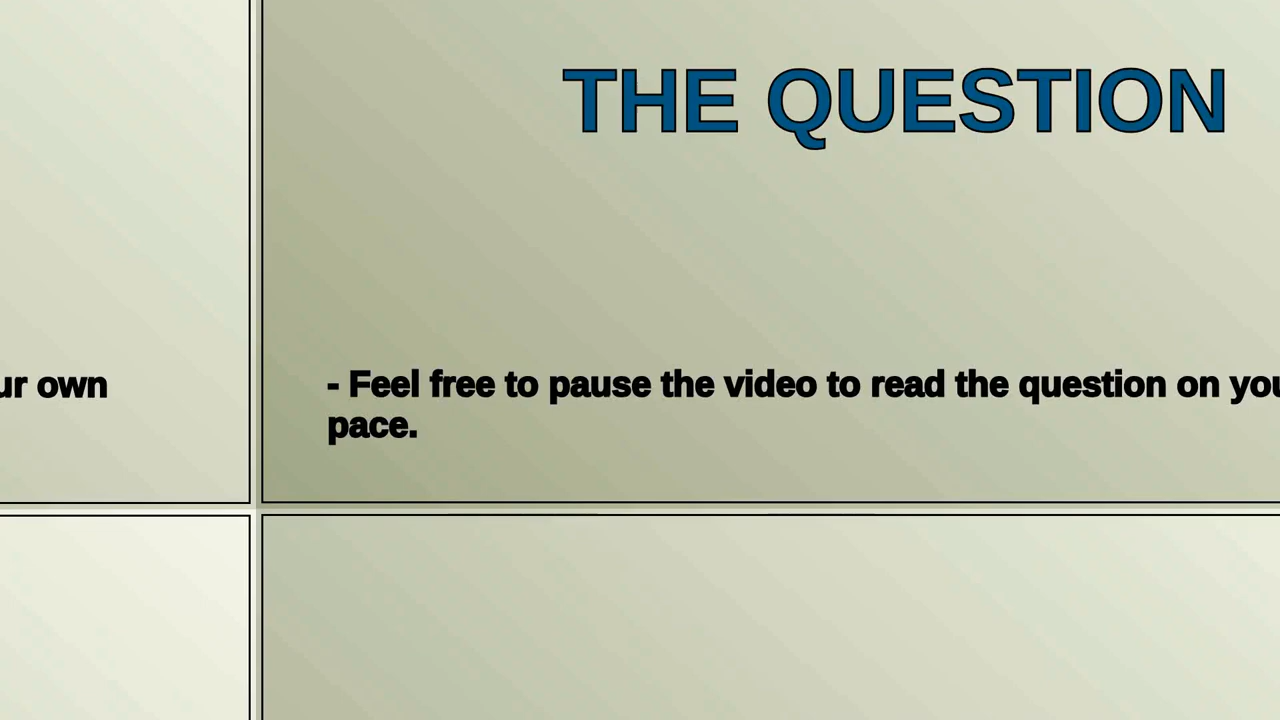 THE QUESTION
ur own
- Feel free to pause the video to read the question on you
pace.